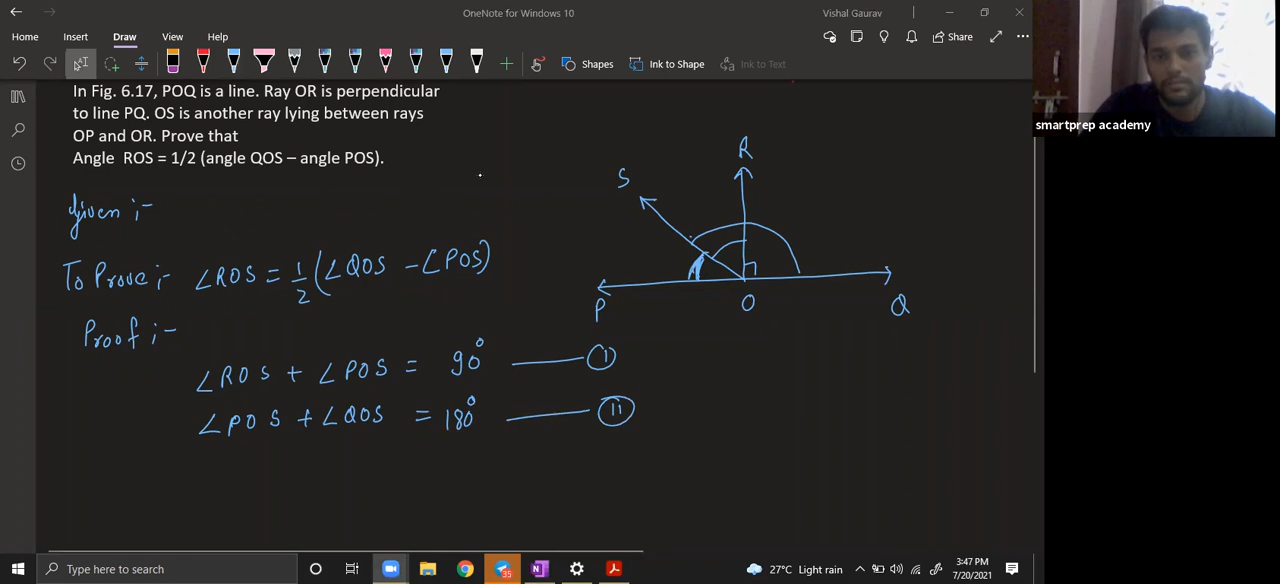 OneNote for Windows 10
Vishal Gaurav
Home Insert Draw View Help
Share
Shapes
Ink to Shape
Ink to Text
smartprep academy
In Fig. 6.17, POQ is a line. Ray OR is perpendicular
to line PQ. OS is another ray lying between rays
OP and OR. Prove that
Angle ROS = 1/2 (angle QOS – angle POS).
Given :-
To Prove :- ∠ROS = 1/2 (∠QOS - ∠POS)
Proof :-
∠ROS + ∠POS = 90° —— I
∠POS + ∠QOS = 180° —— II
R
S
P
O
Q
Type here to search
35
27°C Light rain
3:47 PM
7/20/2021